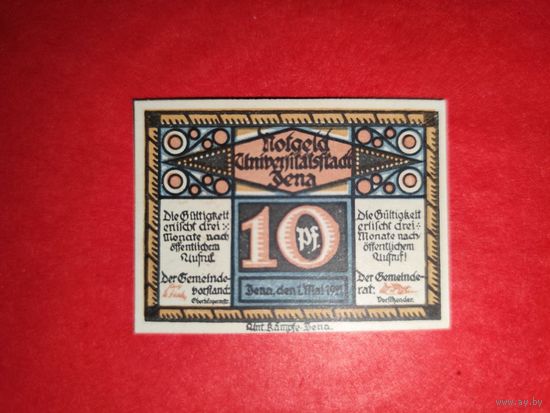 Notgeld
Universitätsstadt
Jena
Die Gültigkeit
erlischt drei
Monate nach
öffentlichem
Aufruf!
Der Gemeinde-
vorstand:
Oberbürgermstr.
10
Pf.
Jena, den 1. Mai 1921
Die Gültigkeit
erlischt drei
Monate nach
öffentlichem
Aufruf!
Der Gemeinde-
rat:
Vorsitzender.
Anst. Kämpfe-Jena.
www.ay.by